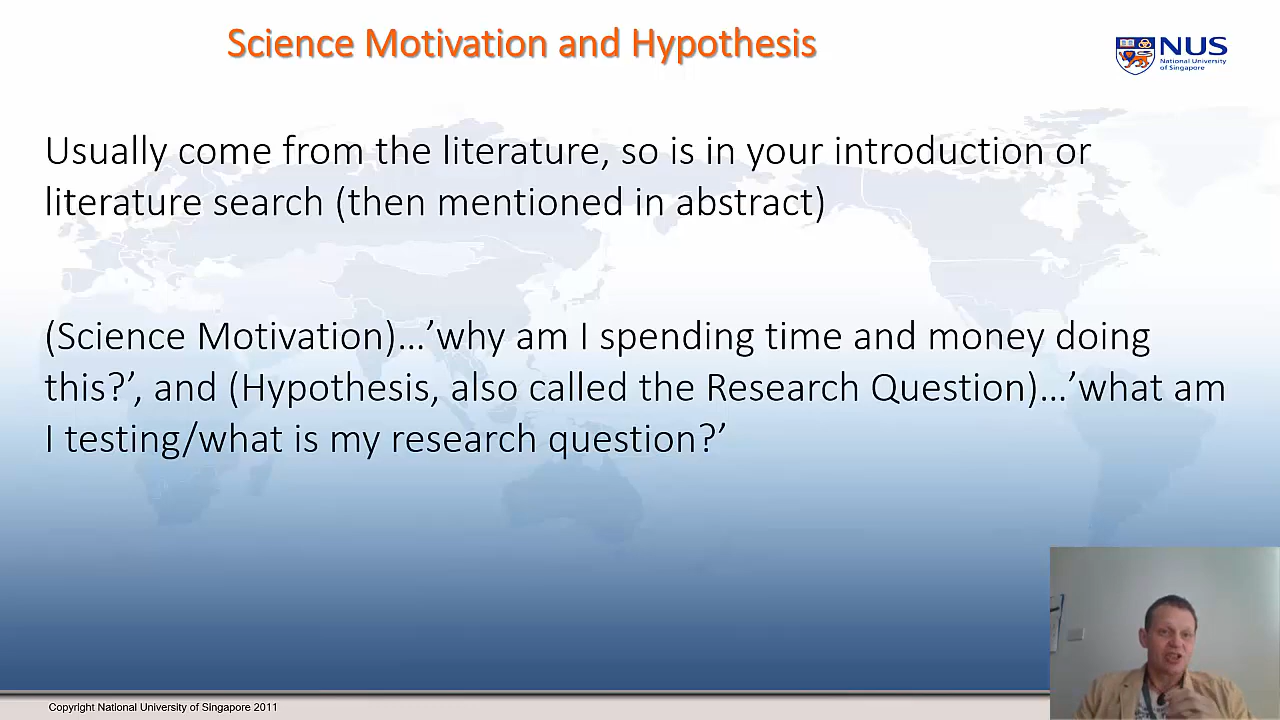 Science Motivation and Hypothesis
NUS
National University
of Singapore
Usually come from the literature, so is in your introduction or
literature search (then mentioned in abstract)
(Science Motivation)…’why am I spending time and money doing
this?’, and (Hypothesis, also called the Research Question)…’what am
I testing/what is my research question?’
Copyright National University of Singapore 2011